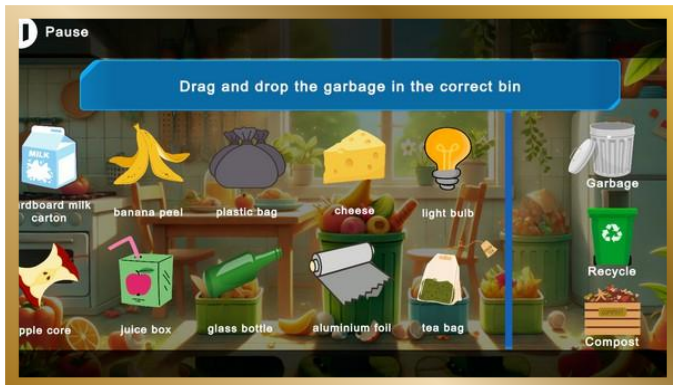 Pause
Drag and drop the garbage in the correct bin
MILK
ardboard milk
carton
banana peel
plastic bag
cheese
light bulb
Garbage
Recycle
pple core
juice box
glass bottle
aluminium foil
tea bag
Compost